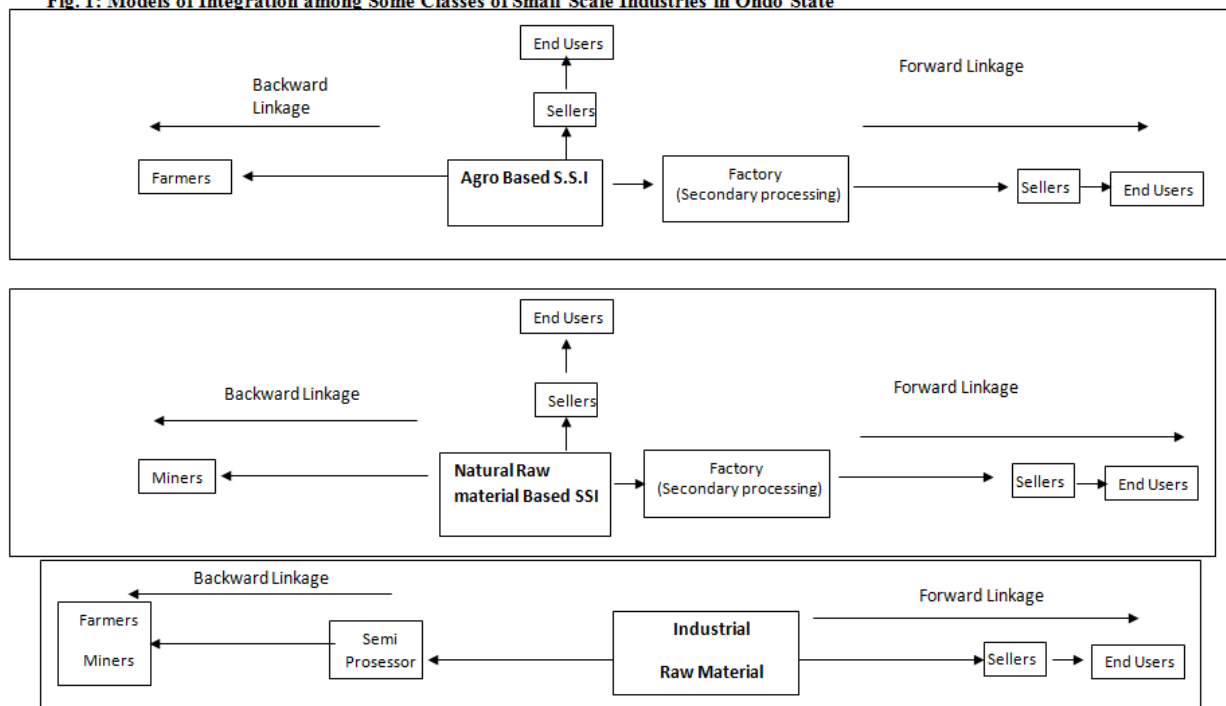 Fig. 1: Models of Integration among Some Classes of Small Scale Industries in Ondo State
End Users
Backward
Linkage
Forward Linkage
Sellers
Farmers
Agro Based S.S.I
Factory
(Secondary processing)
Sellers
End Users
End Users
Backward Linkage
Forward Linkage
Sellers
Miners
Natural Raw
material Based SSI
Factory
(Secondary processing)
Sellers
End Users
Backward Linkage
Forward Linkage
Farmers
Miners
Semi
Prosessor
Industrial
Raw Material
Sellers
End Users